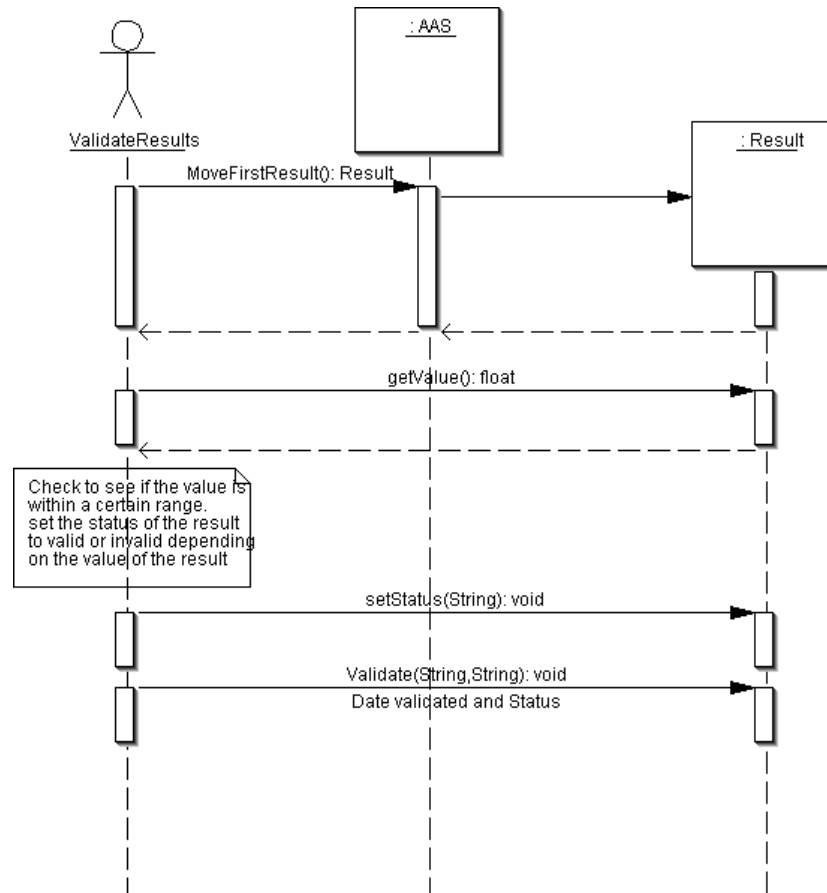 : AAS
ValidateResults
: Result
MoveFirstResult(): Result
getValue(): float
Check to see if the value is
within a certain range.
set the status of the result
to valid or invalid depending
on the value of the result
setStatus(String): void
Validate(String,String): void
Date validated and Status